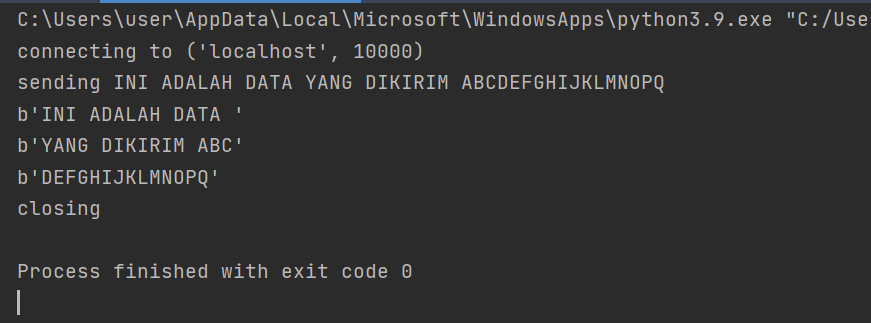 C:\Users\user\AppData\Local\Microsoft\WindowsApps\python3.9.exe "C:/Use
connecting to ('localhost', 10000)
sending INI ADALAH DATA YANG DIKIRIM ABCDEFGHIJKLMNOPQ
b'INI ADALAH DATA '
b'YANG DIKIRIM ABC'
b'DEFGHIJKLMNOPQ'
closing
Process finished with exit code 0